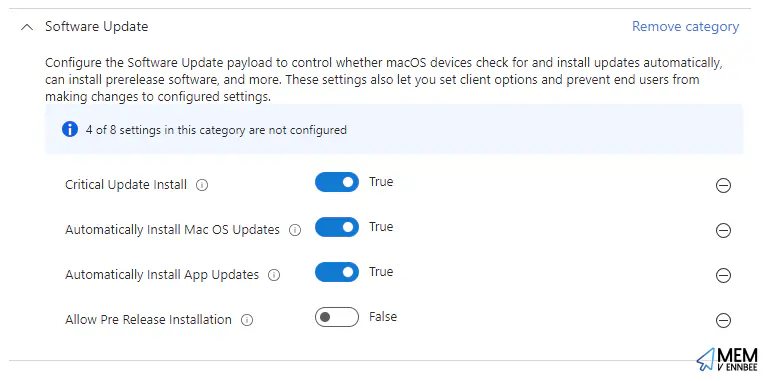 Software Update
Remove category
Configure the Software Update payload to control whether macOS devices check for and install updates automatically,
can install prerelease software, and more. These settings also let you set client options and prevent end users from
making changes to configured settings.
4 of 8 settings in this category are not configured
Critical Update Install
True
Automatically Install Mac OS Updates
True
Automatically Install App Updates
True
Allow Pre Release Installation
False
MEM
V ENNBEE